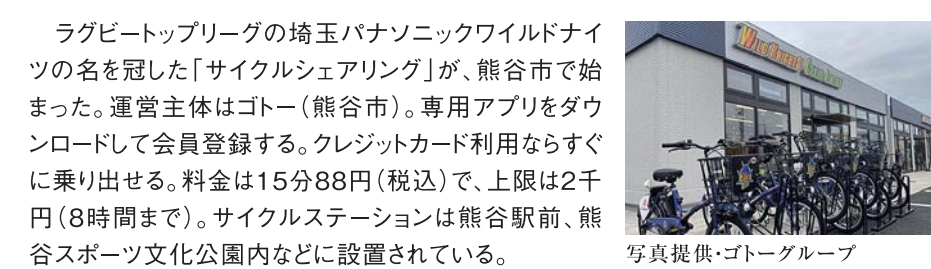 ラグビートップリーグの埼玉パナソニックワイルドナイ
ツの名を冠した「サイクルシェアリング」が、熊谷市で始
まった。運営主体はゴトー（熊谷市）。専用アプリをダウ
ンロードして会員登録する。クレジットカード利用ならすぐ
に乗り出せる。料金は15分88円（税込）で、上限は2千
円（8時間まで）。サイクルステーションは熊谷駅前、熊
谷スポーツ文化公園内などに設置されている。
WILD KNIGHTS
写真提供・ゴトーグループ